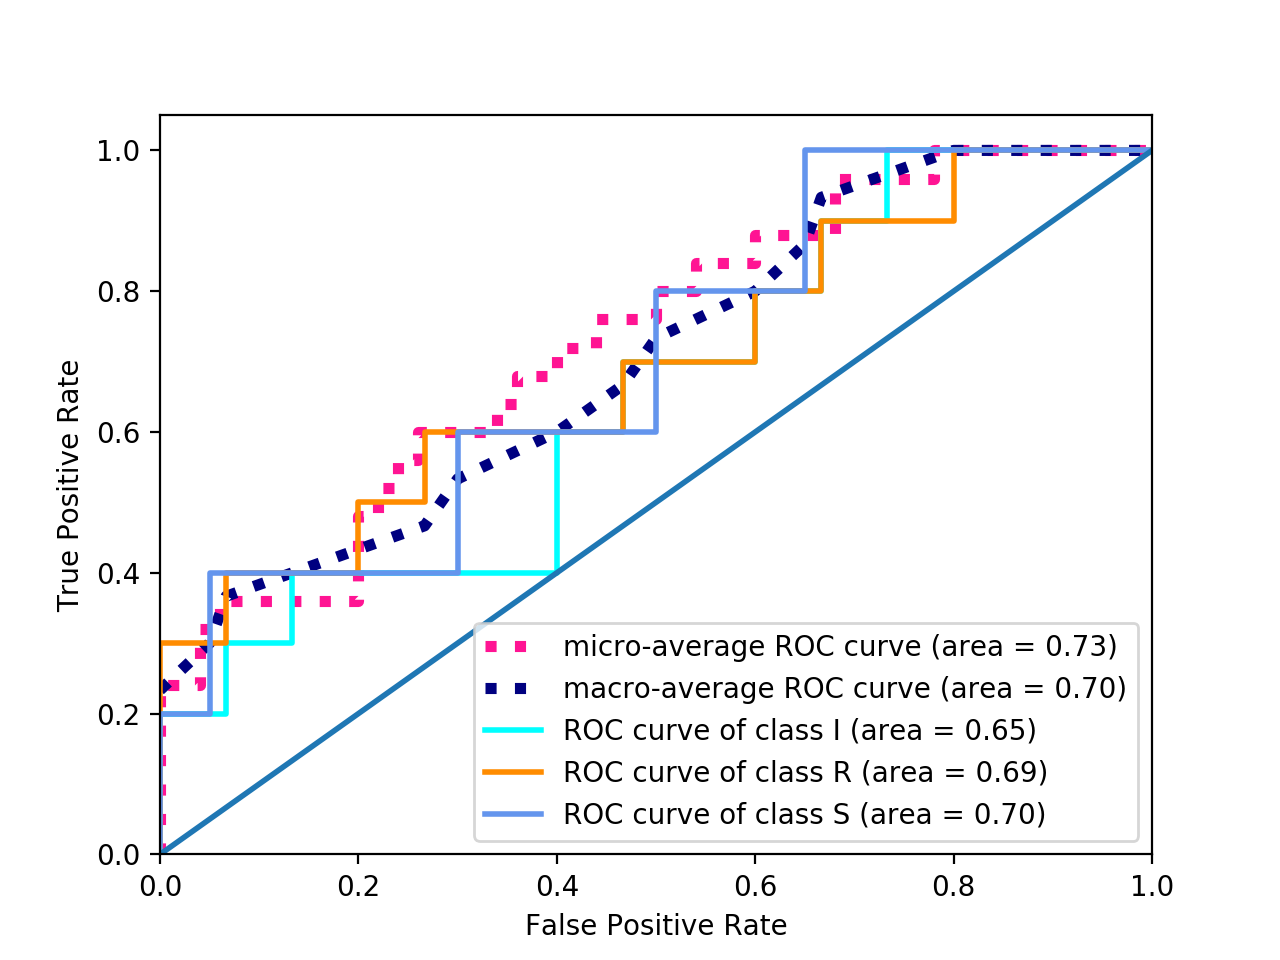 True Positive Rate
1.0
0.8
0.6
0.4
0.2
0.0
micro-average ROC curve (area = 0.73)
macro-average ROC curve (area = 0.70)
ROC curve of class I (area = 0.65)
ROC curve of class R (area = 0.69)
ROC curve of class S (area = 0.70)
0.0 0.2 0.4 0.6 0.8 1.0
False Positive Rate